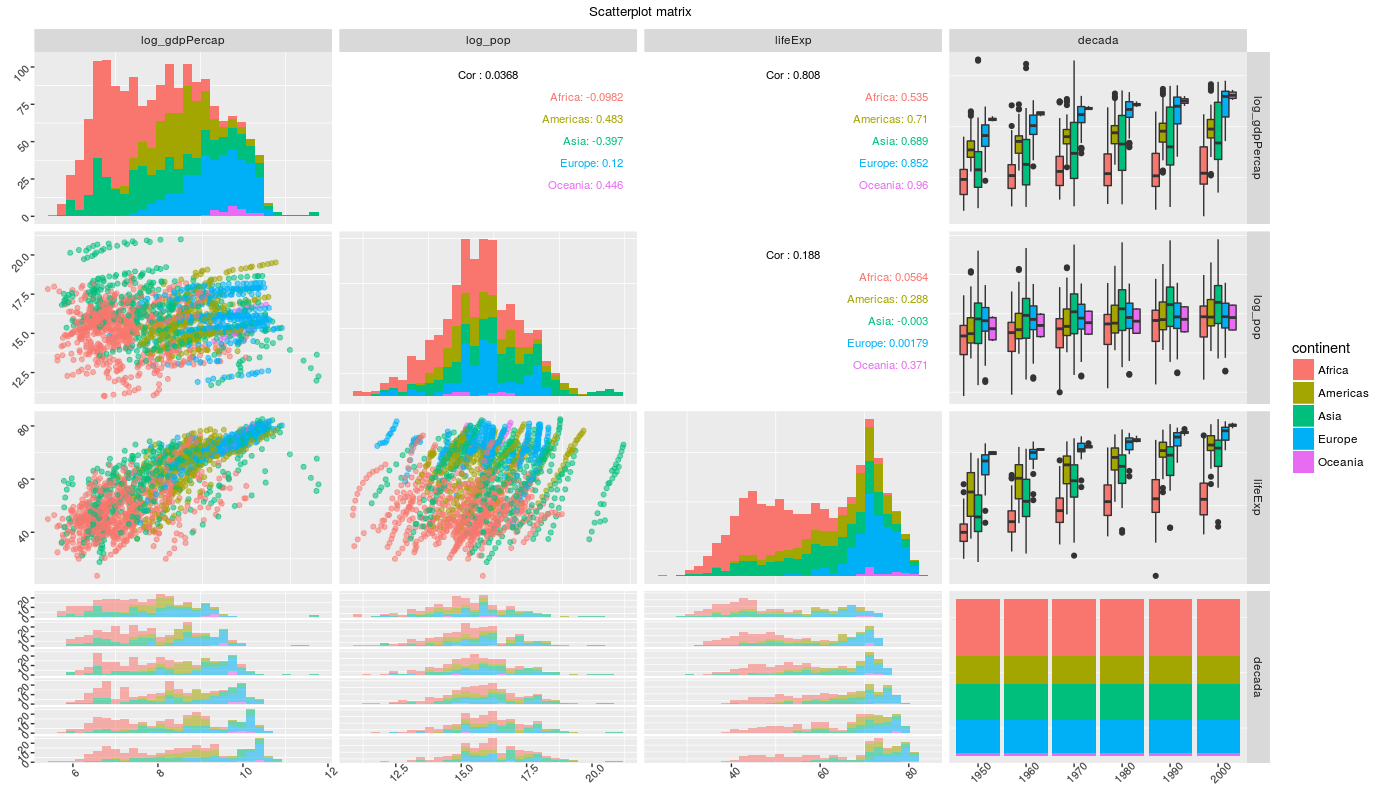 Scatterplot matrix
log_gdpPercap
log_pop
lifeExp
decada
100
75
50
25
0
Cor : 0.0368
Africa: -0.0982
Americas: 0.483
Asia: -0.397
Europe: 0.12
Oceania: 0.446
Cor : 0.808
Africa: 0.535
Americas: 0.71
Asia: 0.689
Europe: 0.852
Oceania: 0.96
log_gdpPercap
20.0
17.5
15.0
12.5
Cor : 0.188
Africa: 0.0564
Americas: 0.288
Asia: -0.003
Europe: 0.00179
Oceania: 0.371
log_pop
80
60
40
lifeExp
decada
6
8
10
12
12.5
15.0
17.5
20.0
40
60
80
1950
1960
1970
1980
1990
2000
continent
Africa
Americas
Asia
Europe
Oceania